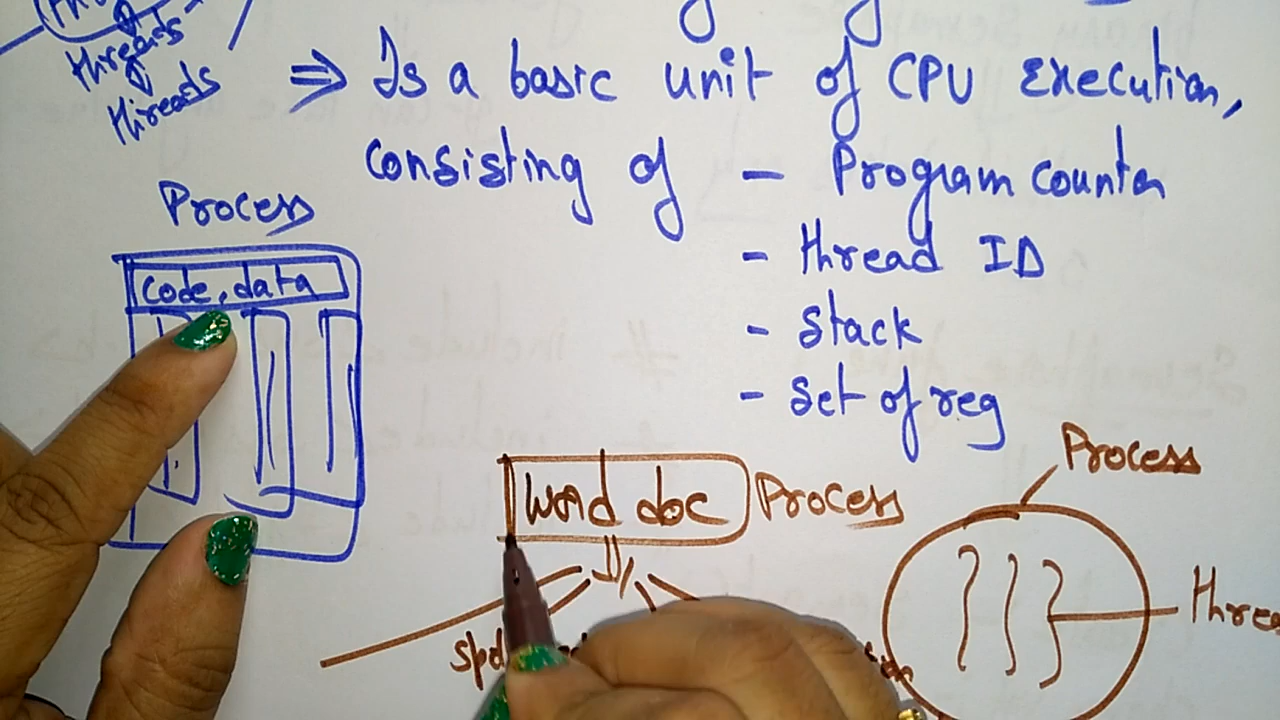 threads
threads
⇒ Is a basic unit of CPU Execution,
consisting of - Program counter
- thread ID
- Stack
- Set of reg
Process
code, data
Word doc Process
Process